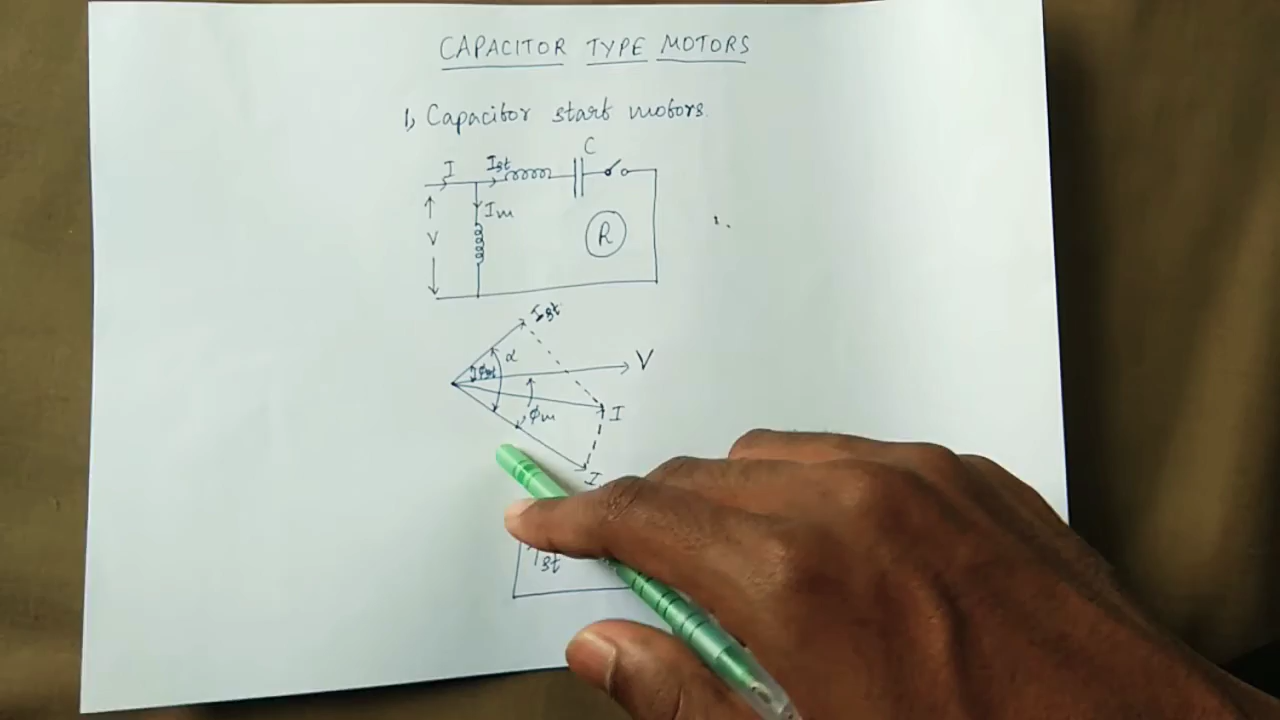 CAPACITOR TYPE MOTORS
1, Capacitor start motors.
C
I Ist
Im
V
R
Ist
α
V
ϕm
I
I
Ist